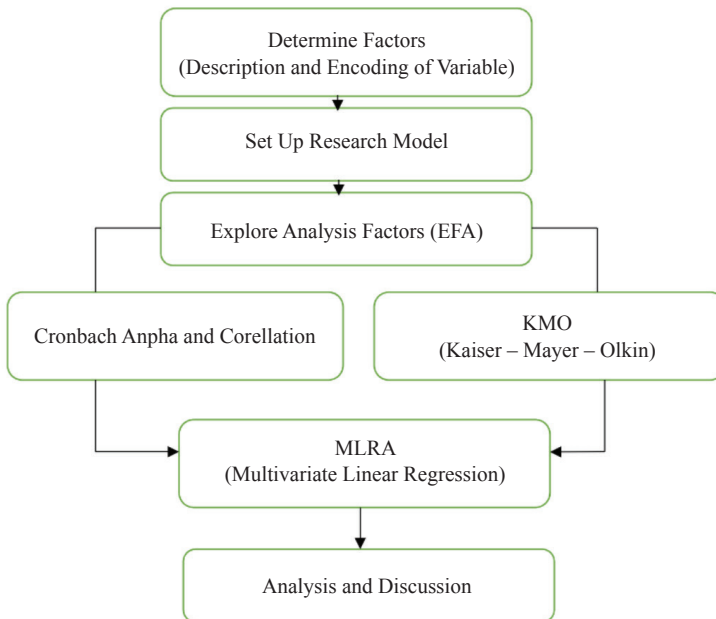 Determine Factors
(Description and Encoding of Variable)
Set Up Research Model
Explore Analysis Factors (EFA)
Cronbach Anpha and Corellation
KMO
(Kaiser – Mayer – Olkin)
MLRA
(Multivariate Linear Regression)
Analysis and Discussion